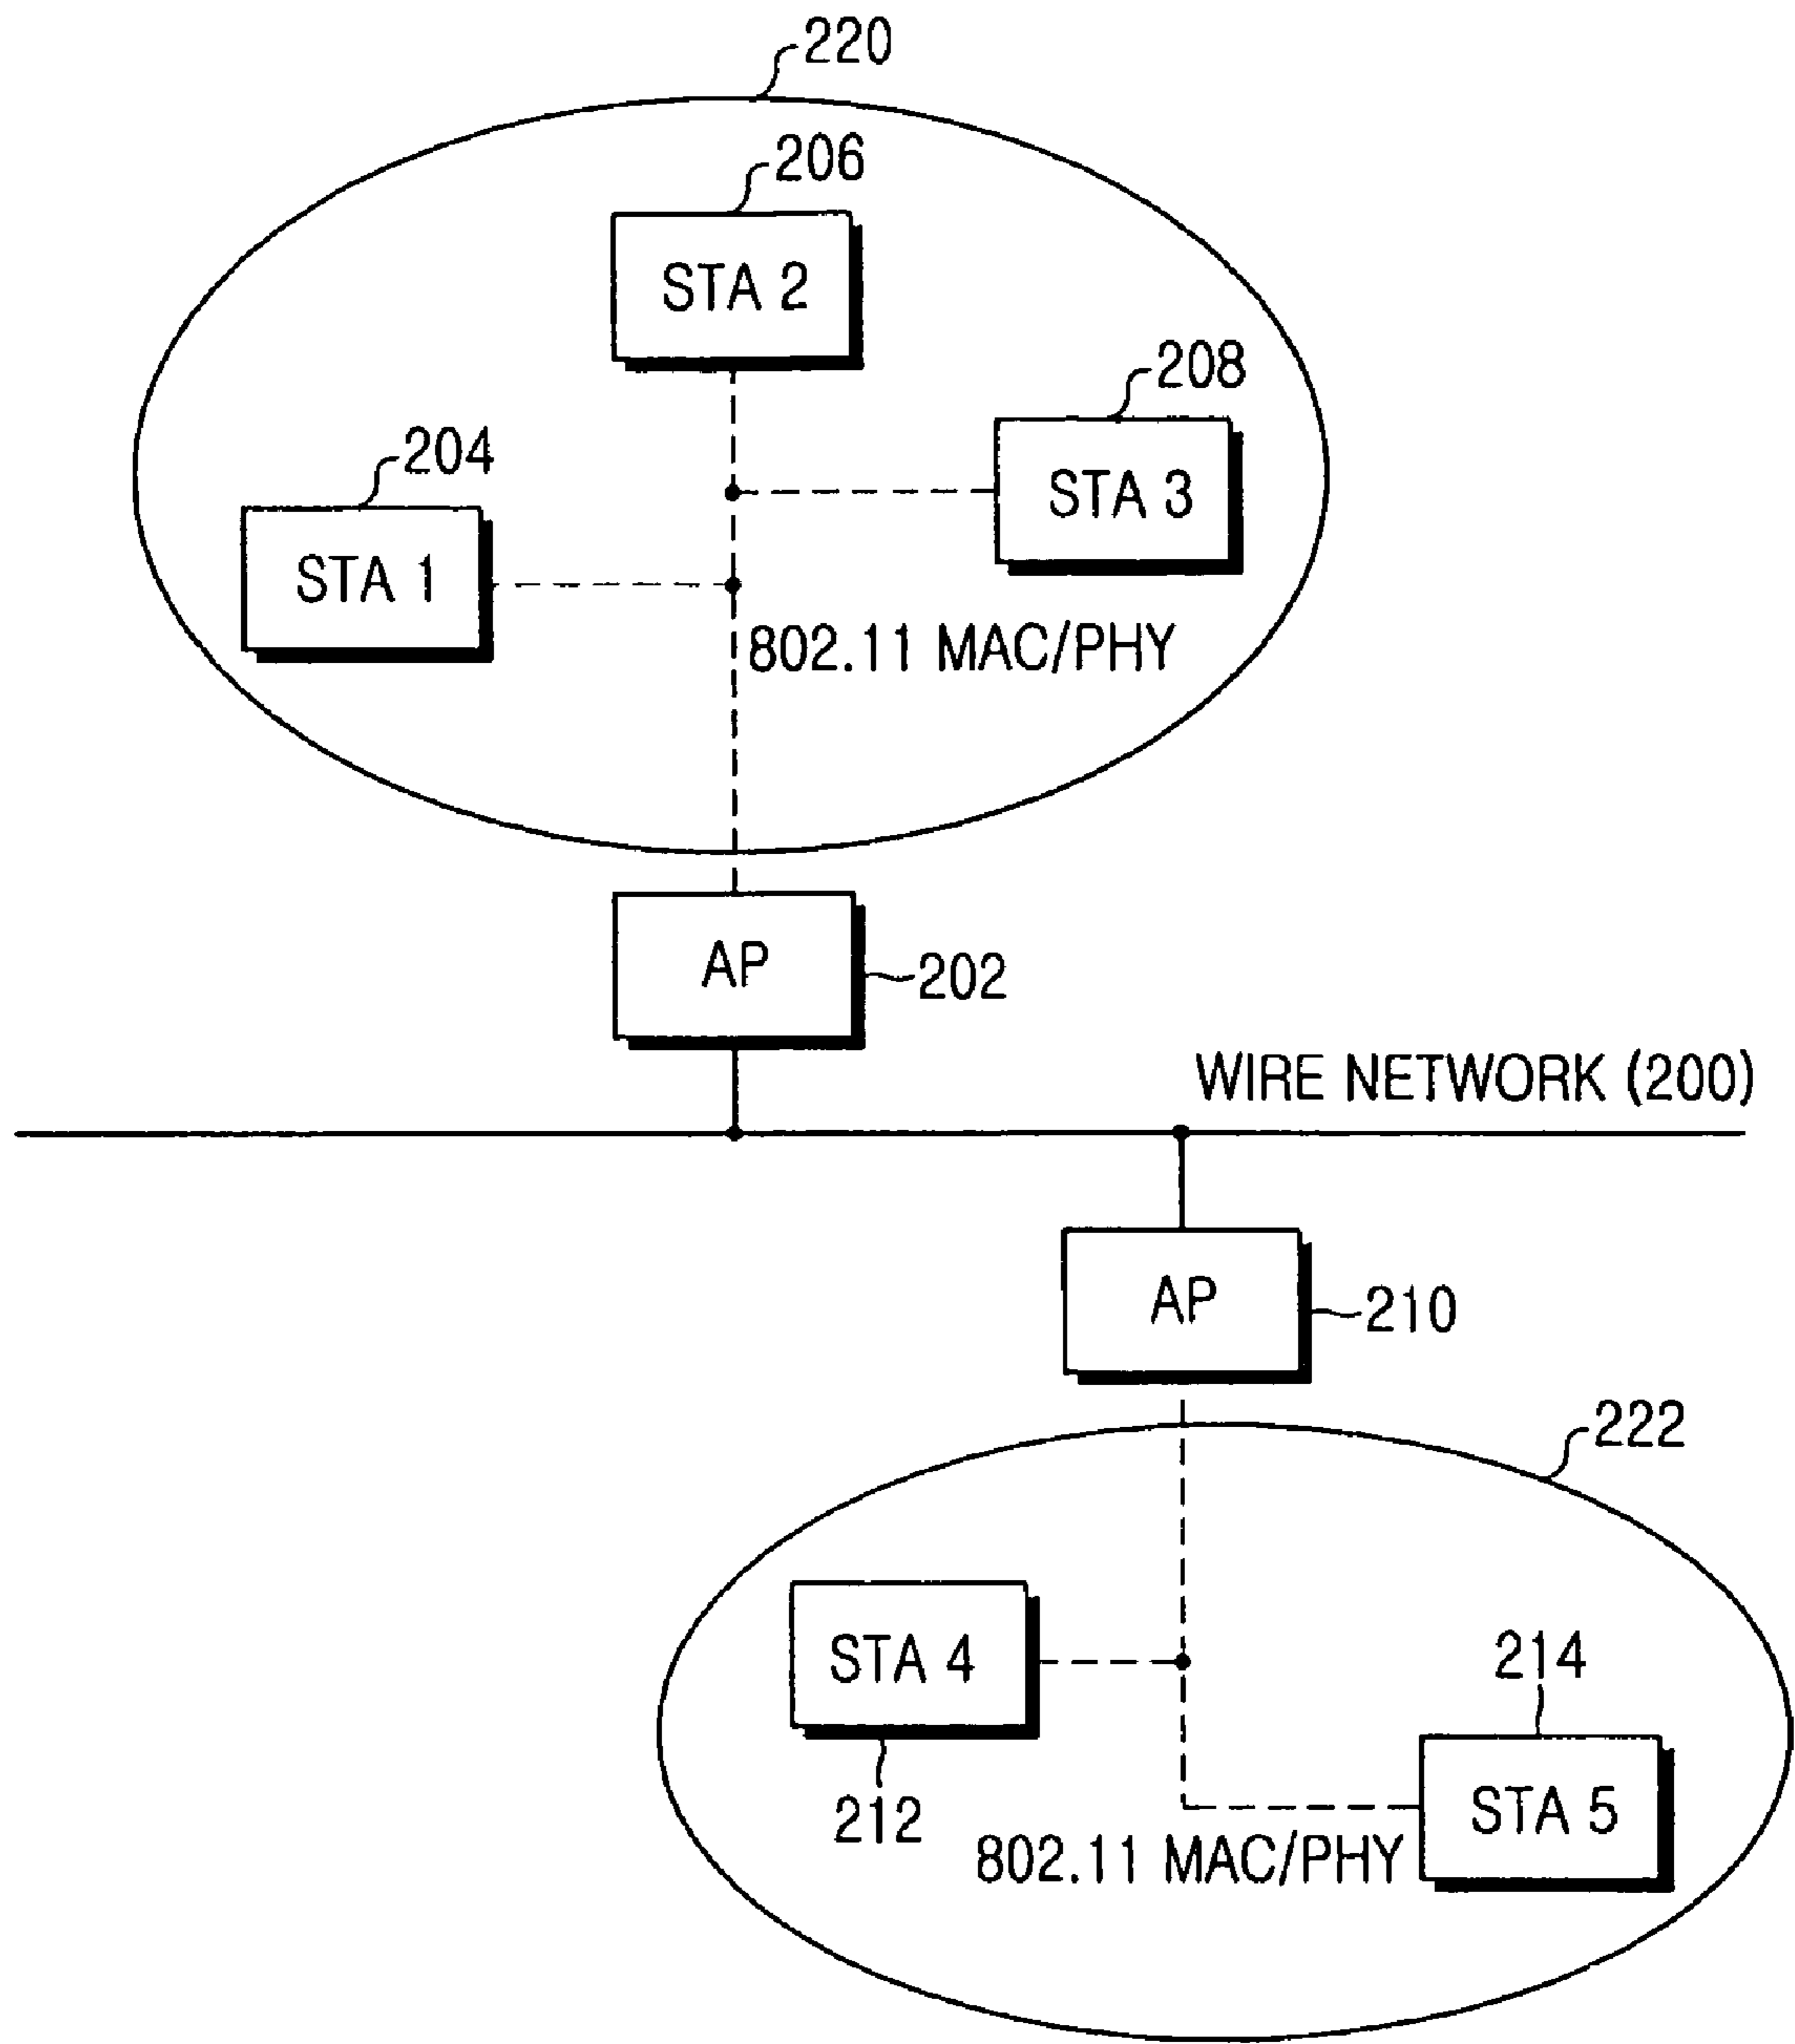 220
206
STA 2
208
204
STA 3
STA 1
802.11 MAC/PHY
AP
202
WIRE NETWORK (200)
AP
210
222
STA 4
214
212
STA 5
802.11 MAC/PHY